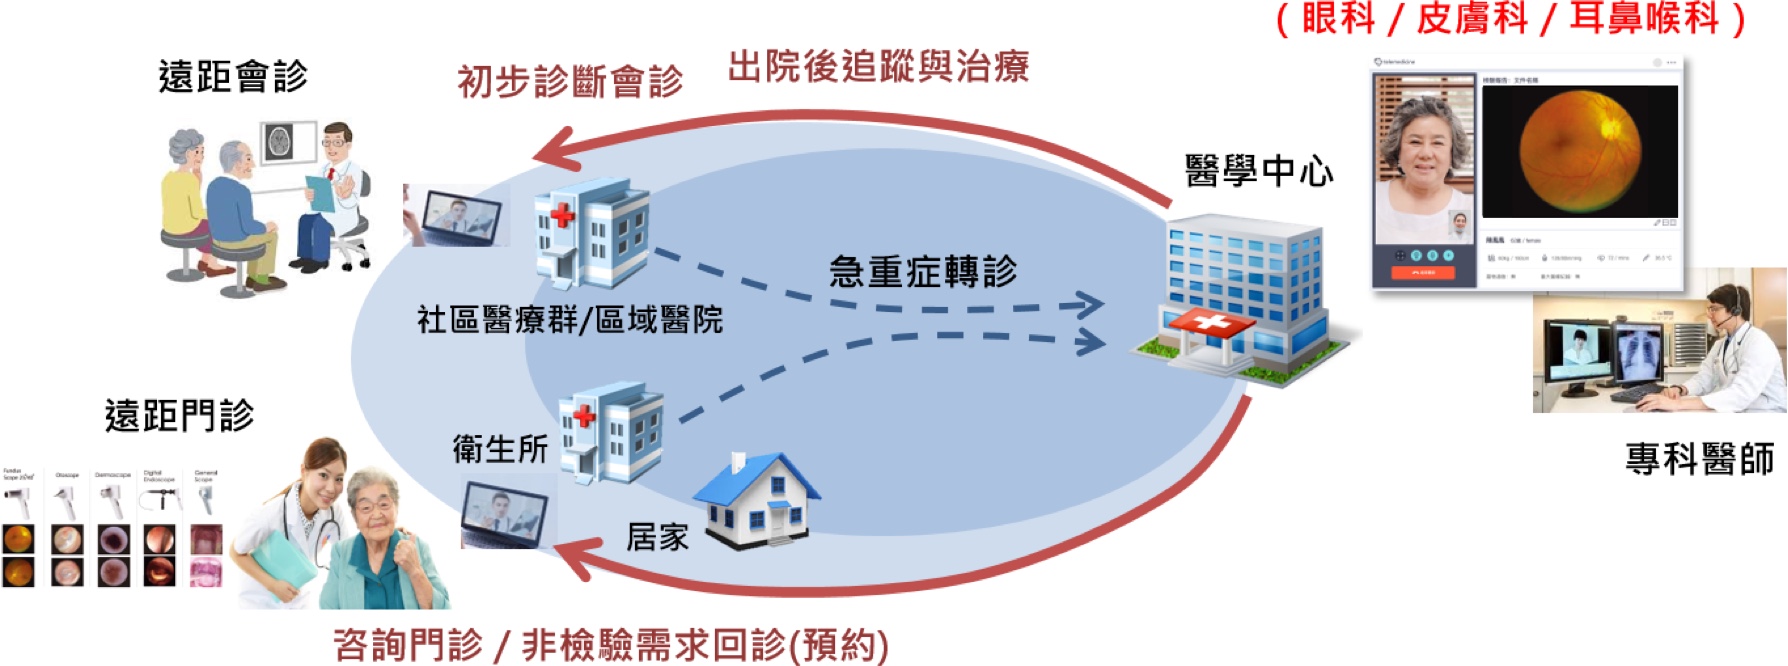 (眼科/皮膚科/耳鼻喉科)
遠距會診
初步診斷會診
出院後追蹤與治療
telemedicine
醫學中心
急重症轉診
社區醫療群/區域醫院
遠距門診
衛生所
專科醫師
Fundus
Scope
Otoscope
Dermoscope
Digital
Endoscope
General
Scope
居家
咨詢門診/非檢驗需求回診(預約)